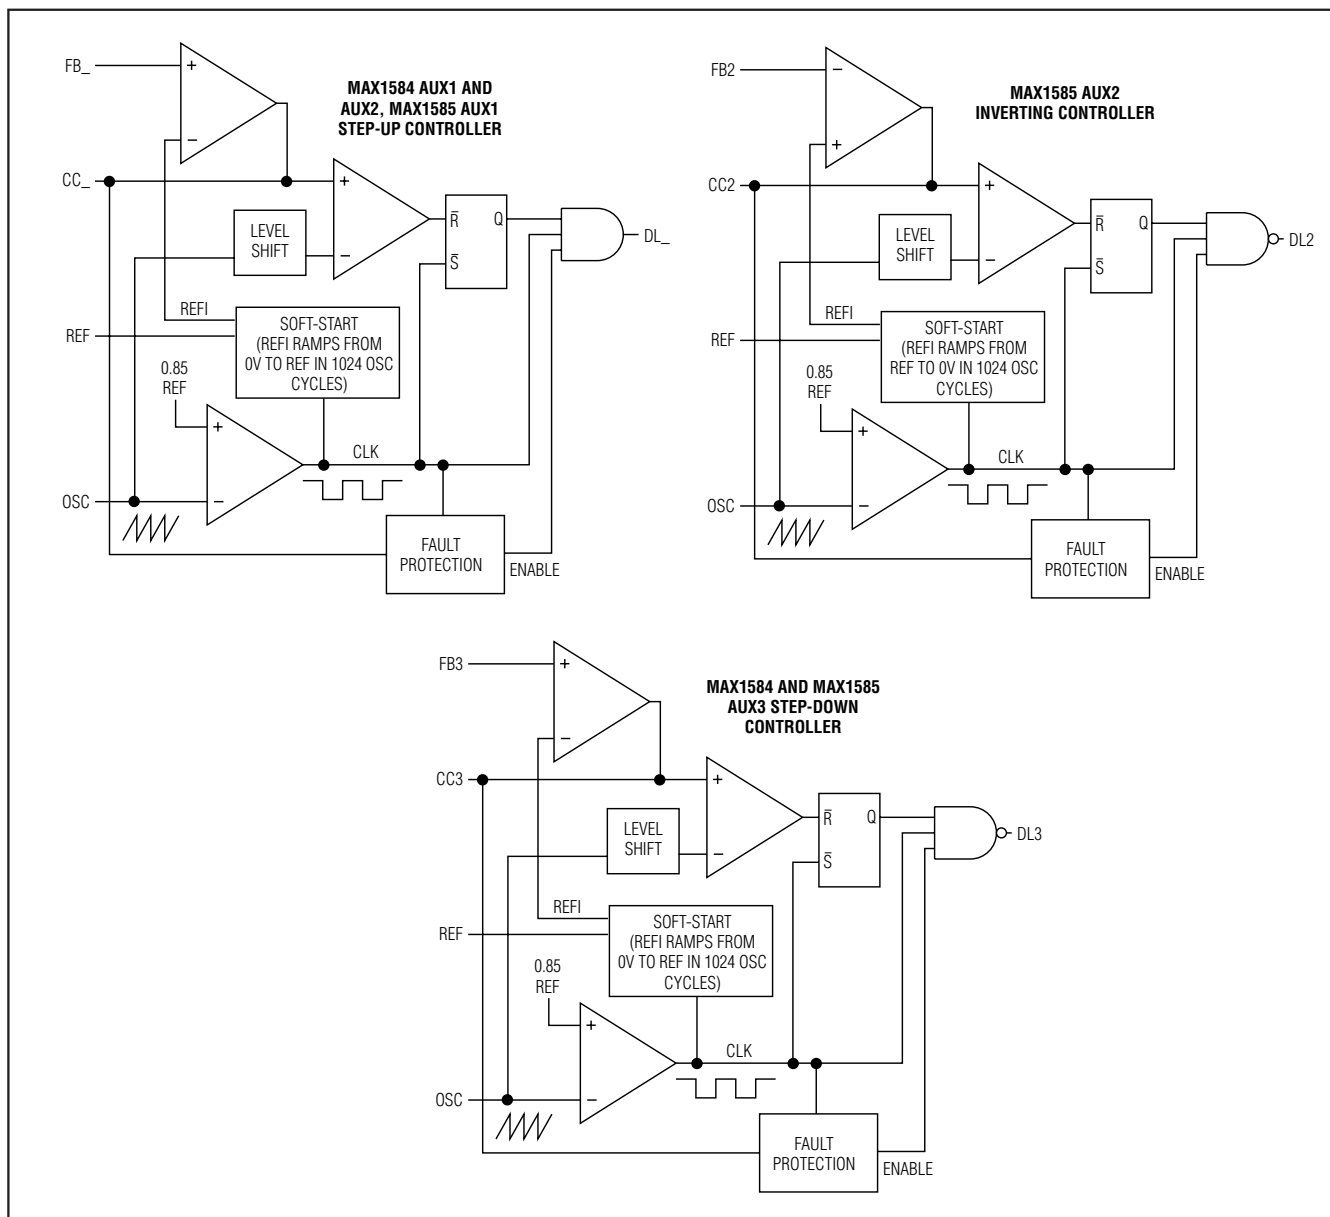 MAX1584 AUX1 AND
AUX2, MAX1585 AUX1
STEP-UP CONTROLLER
FB_
+
−
CC_
+
−
LEVEL
SHIFT
R̅
Q
S̅
DL_
REFI
REF
SOFT-START
(REFI RAMPS FROM
0V TO REF IN 1024 OSC
CYCLES)
0.85
REF
+
−
CLK
OSC
FAULT
PROTECTION
ENABLE
MAX1585 AUX2
INVERTING CONTROLLER
FB2
−
+
CC2
+
−
LEVEL
SHIFT
R̅
Q
S̅
DL2
REFI
REF
SOFT-START
(REFI RAMPS FROM
REF TO 0V IN 1024 OSC
CYCLES)
0.85
REF
+
−
CLK
OSC
FAULT
PROTECTION
ENABLE
MAX1584 AND MAX1585
AUX3 STEP-DOWN
CONTROLLER
FB3
+
−
CC3
+
−
LEVEL
SHIFT
R̅
Q
S̅
DL3
REFI
REF
SOFT-START
(REFI RAMPS FROM
0V TO REF IN 1024 OSC
CYCLES)
0.85
REF
+
−
CLK
OSC
FAULT
PROTECTION
ENABLE